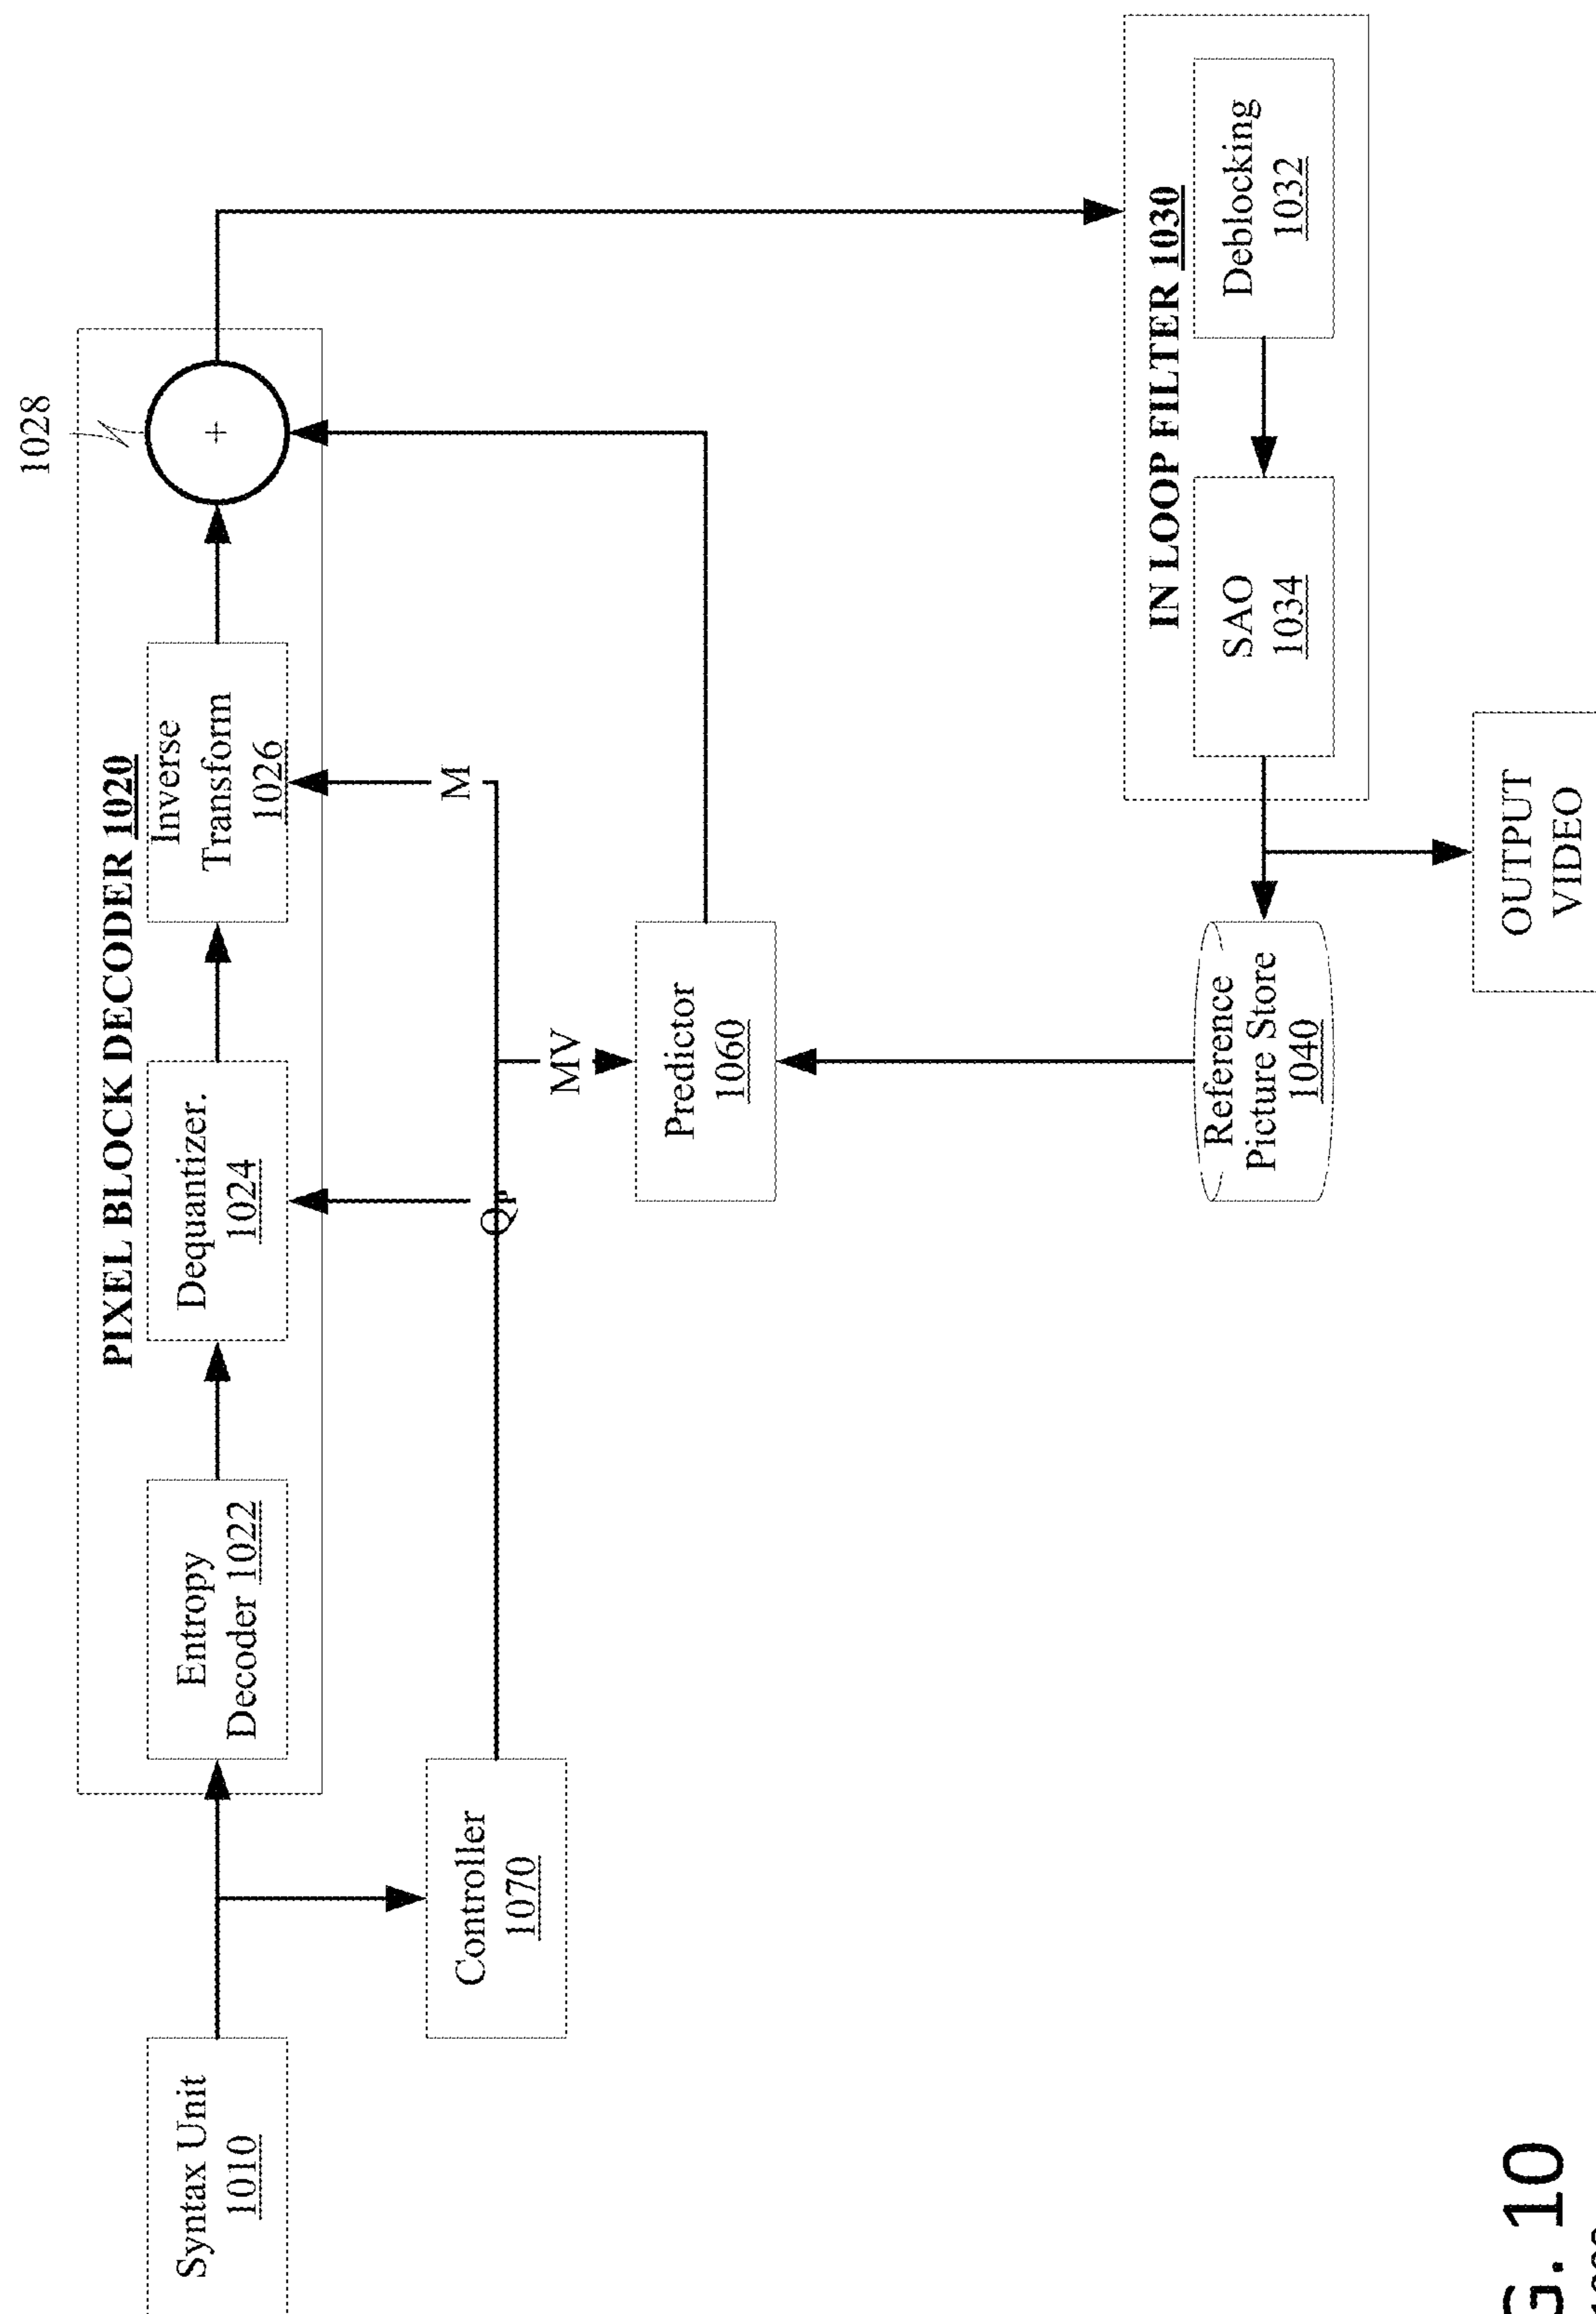 1028
PIXEL BLOCK DECODER 1020
Syntax Unit
1010
Entropy
Decoder 1022
Dequantizer.
1024
Inverse
Transform
1026
+
Controller
1070
QP
M
MV
Predictor
1060
IN LOOP FILTER 1030
Reference
Picture Store
1040
SAO
1034
Deblocking
1032
OUTPUT
VIDEO
G. 10